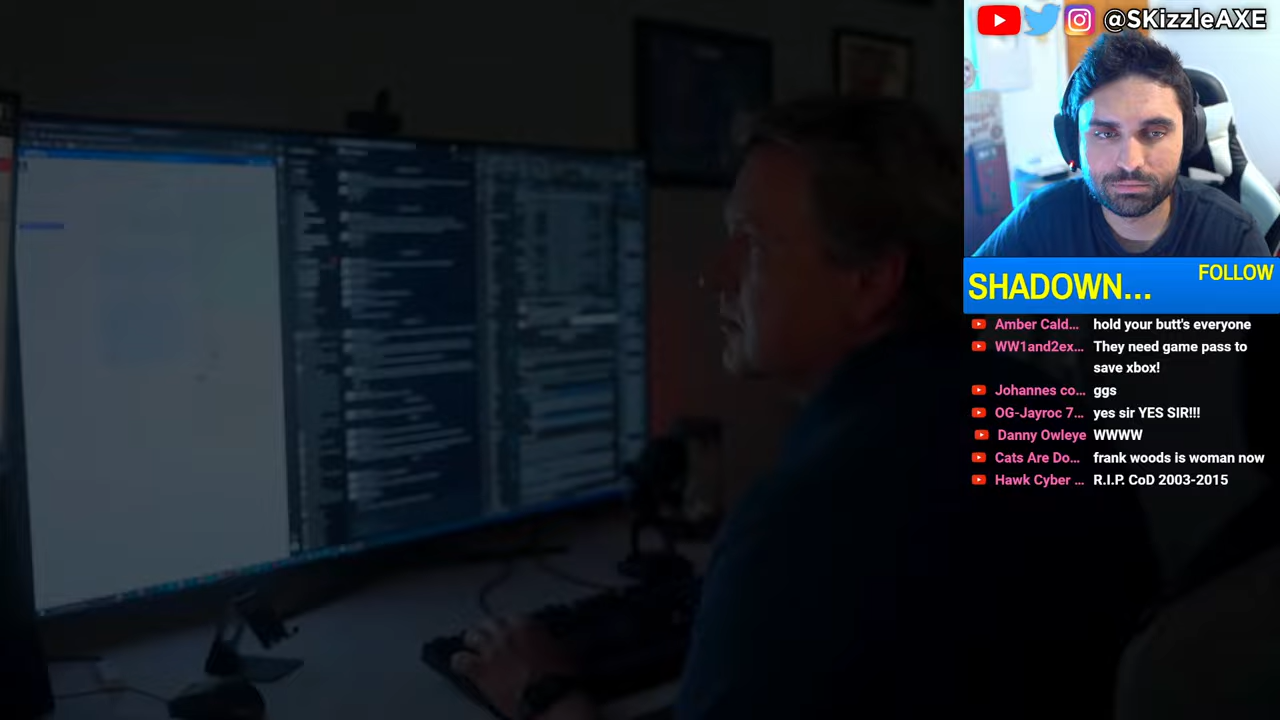 @SKizzleAXE
FOLLOW
SHADOWN...
Amber Cald... hold your butt's everyone
WW1and2ex... They need game pass to
save xbox!
Johannes co... ggs
OG-Jayroc 7... yes sir YES SIR!!!
Danny Owleye WWWW
Cats Are Do... frank woods is woman now
Hawk Cyber ... R.I.P. CoD 2003-2015